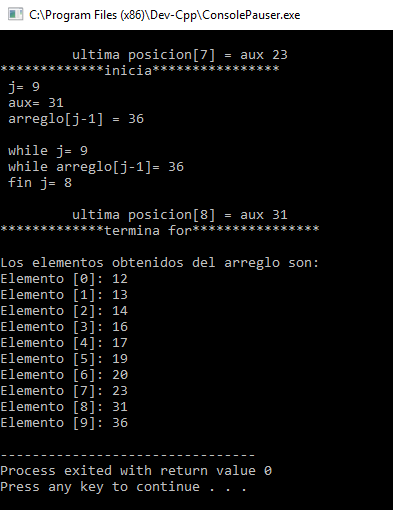 C:\Program Files (x86)\Dev-Cpp\ConsolePauser.exe
ultima posicion[7] = aux 23
*************inicia****************
j= 9
aux= 31
arreglo[j-1] = 36
while j= 9
while arreglo[j-1]= 36
fin j= 8
ultima posicion[8] = aux 31
*************termina for****************
Los elementos obtenidos del arreglo son:
Elemento [0]: 12
Elemento [1]: 13
Elemento [2]: 14
Elemento [3]: 16
Elemento [4]: 17
Elemento [5]: 19
Elemento [6]: 20
Elemento [7]: 23
Elemento [8]: 31
Elemento [9]: 36
--------------------------------
Process exited with return value 0
Press any key to continue . . .